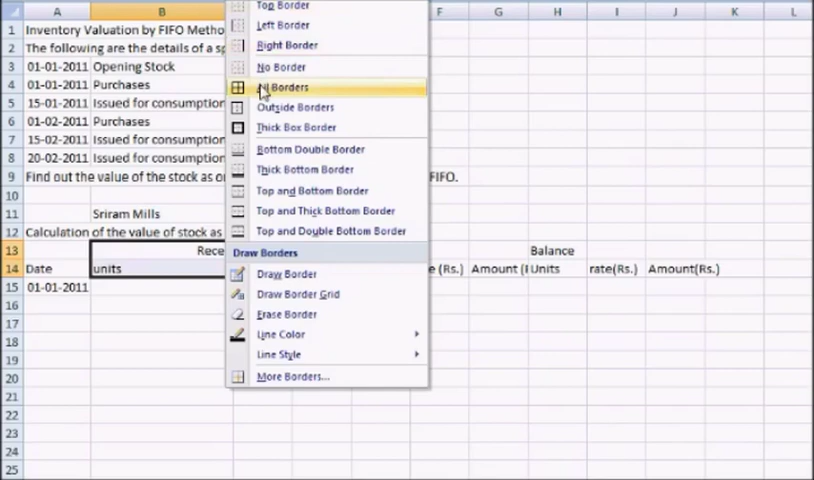 A B F G H I J K L
1 Inventory Valuation by FIFO Metho
2 The following are the details of a sp
3 01-01-2011 Opening Stock
4 01-01-2011 Purchases
5 15-01-2011 Issued for consumption
6 01-02-2011 Purchases
7 15-02-2011 Issued for consumption
8 20-02-2011 Issued for consumption
9 Find out the value of the stock as o FIFO.
10
11 Sriram Mills
12 Calculation of the value of stock as
13 Rece Balance
14 Date units e (Rs.) Amount (I Units rate(Rs.) Amount(Rs.)
15 01-01-2011
16
17
18
19
20
21
22
23
24
25
Top Border
Left Border
Right Border
No Border
All Borders
Outside Borders
Thick Box Border
Bottom Double Border
Thick Bottom Border
Top and Bottom Border
Top and Thick Bottom Border
Top and Double Bottom Border
Draw Borders
Draw Border
Draw Border Grid
Erase Border
Line Color
Line Style
More Borders...